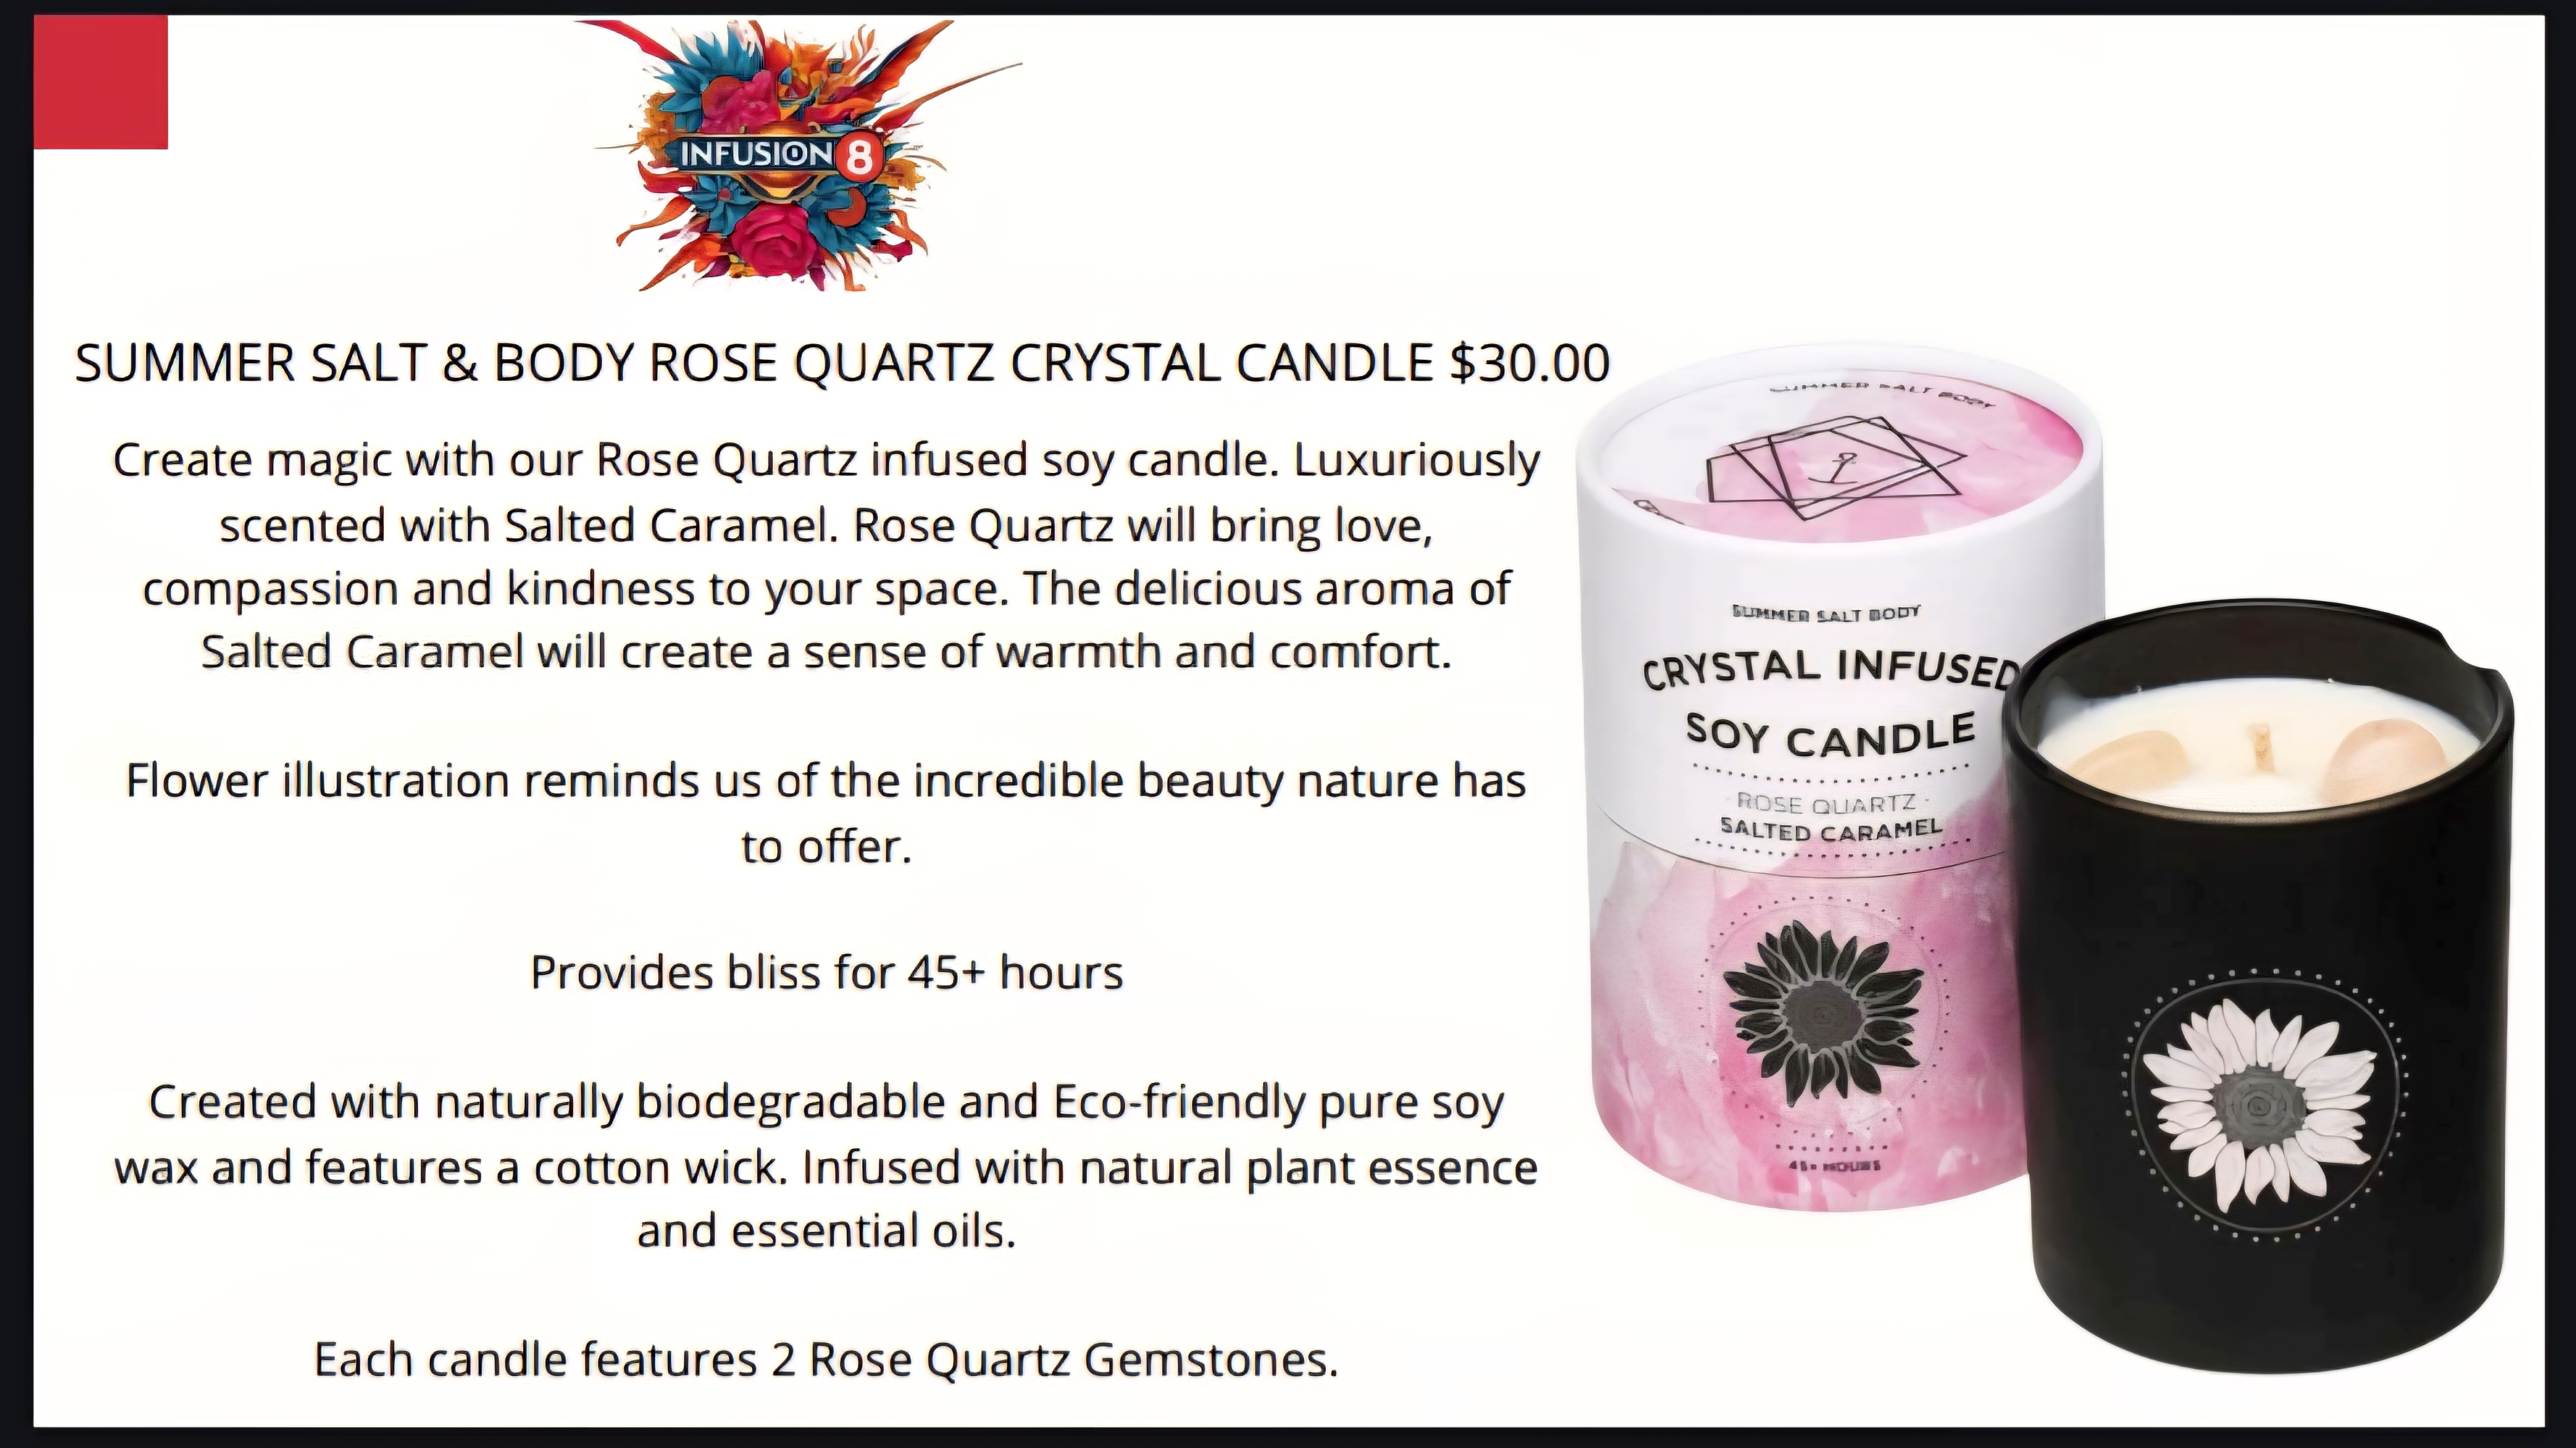 INFUSION 8
SUMMER SALT & BODY ROSE QUARTZ CRYSTAL CANDLE $30.00
Create magic with our Rose Quartz infused soy candle. Luxuriously
scented with Salted Caramel. Rose Quartz will bring love,
compassion and kindness to your space. The delicious aroma of
Salted Caramel will create a sense of warmth and comfort.
Flower illustration reminds us of the incredible beauty nature has
to offer.
Provides bliss for 45+ hours
Created with naturally biodegradable and Eco-friendly pure soy
wax and features a cotton wick. Infused with natural plant essence
and essential oils.
Each candle features 2 Rose Quartz Gemstones.
SUMMER SALT BODY
SUMMER SALT BODY
CRYSTAL INFUSED
SOY CANDLE
ROSE QUARTZ -
SALTED CARAMEL
45+ HOURS